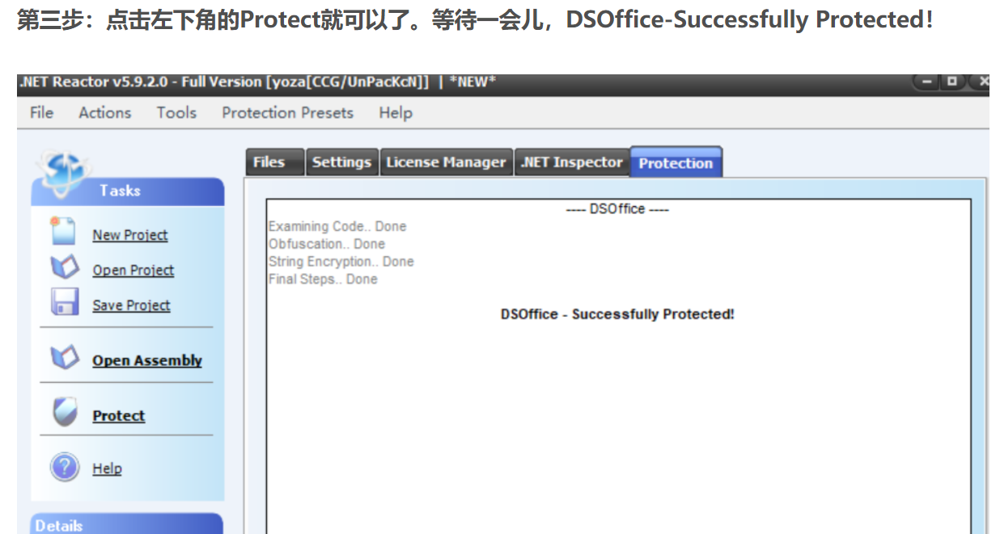 第三步：点击左下角的Protect就可以了。等待一会儿，DSOffice-Successfully Protected！
.NET Reactor v5.9.2.0 - Full Version [yoza[CCG/UnPacKcN]] | *NEW*
File Actions Tools Protection Presets Help
Files Settings License Manager .NET Inspector Protection
Tasks
New Project
Open Project
Save Project
Open Assembly
Protect
Help
Details
---- DSOffice ----
Examining Code.. Done
Obfuscation.. Done
String Encryption.. Done
Final Steps.. Done
DSOffice - Successfully Protected!